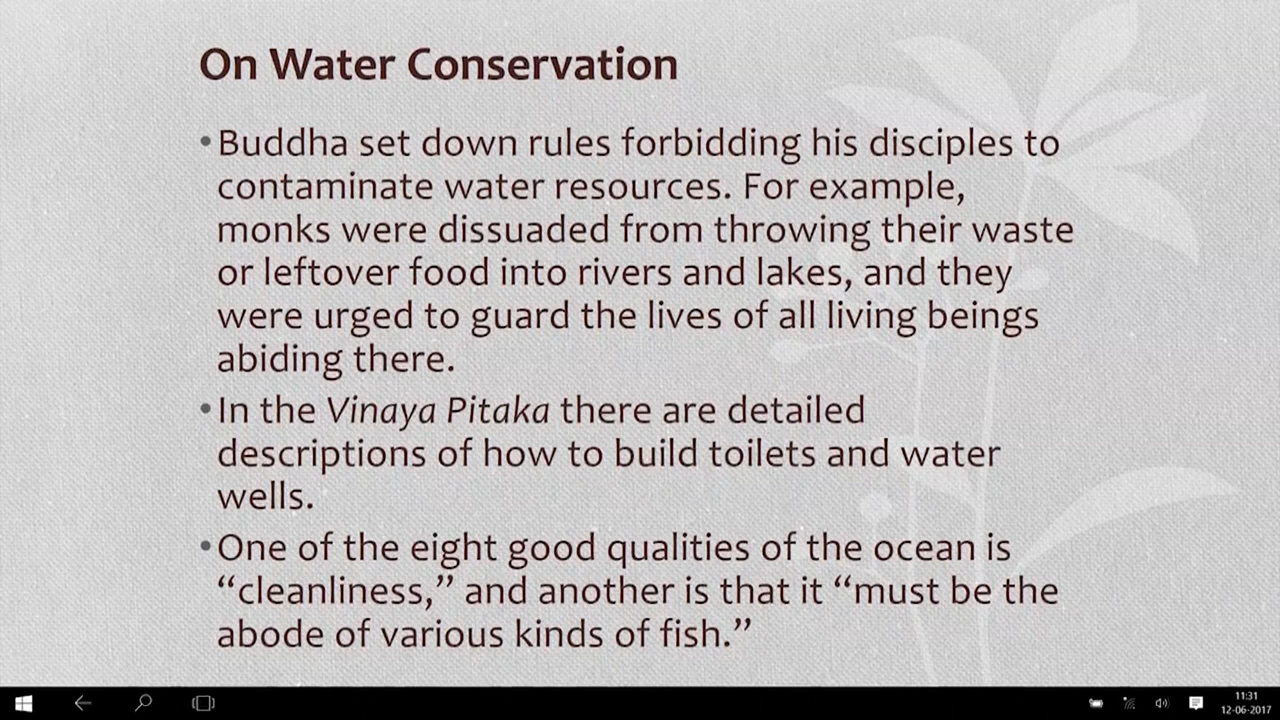 On Water Conservation
•Buddha set down rules forbidding his disciples to
contaminate water resources. For example,
monks were dissuaded from throwing their waste
or leftover food into rivers and lakes, and they
were urged to guard the lives of all living beings
abiding there.
•In the Vinaya Pitaka there are detailed
descriptions of how to build toilets and water
wells.
•One of the eight good qualities of the ocean is
“cleanliness,” and another is that it “must be the
abode of various kinds of fish.”
11:31
12-06-2017